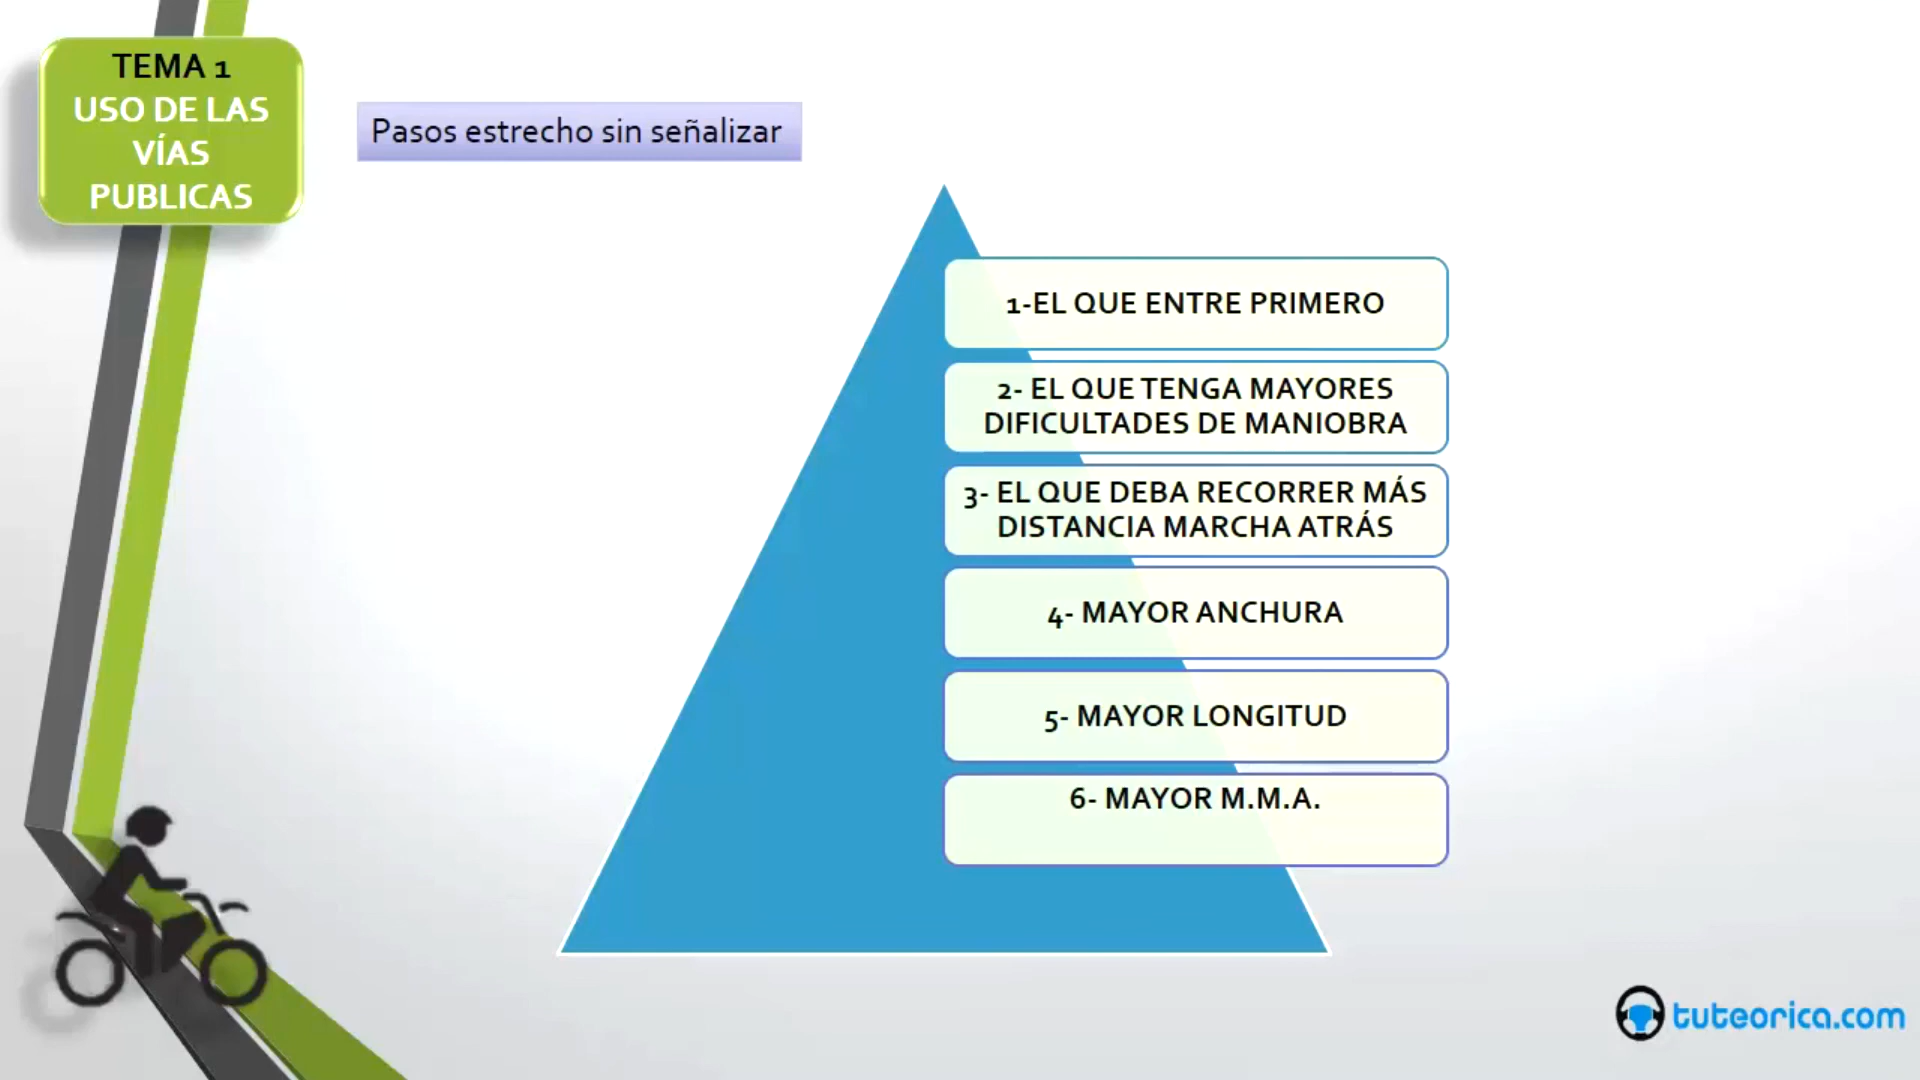 TEMA 1
USO DE LAS
VÍAS
PUBLICAS
Pasos estrecho sin señalizar
1-EL QUE ENTRE PRIMERO
2- EL QUE TENGA MAYORES
DIFICULTADES DE MANIOBRA
3- EL QUE DEBA RECORRER MÁS
DISTANCIA MARCHA ATRÁS
4- MAYOR ANCHURA
5- MAYOR LONGITUD
6- MAYOR M.M.A.
tuteorica.com